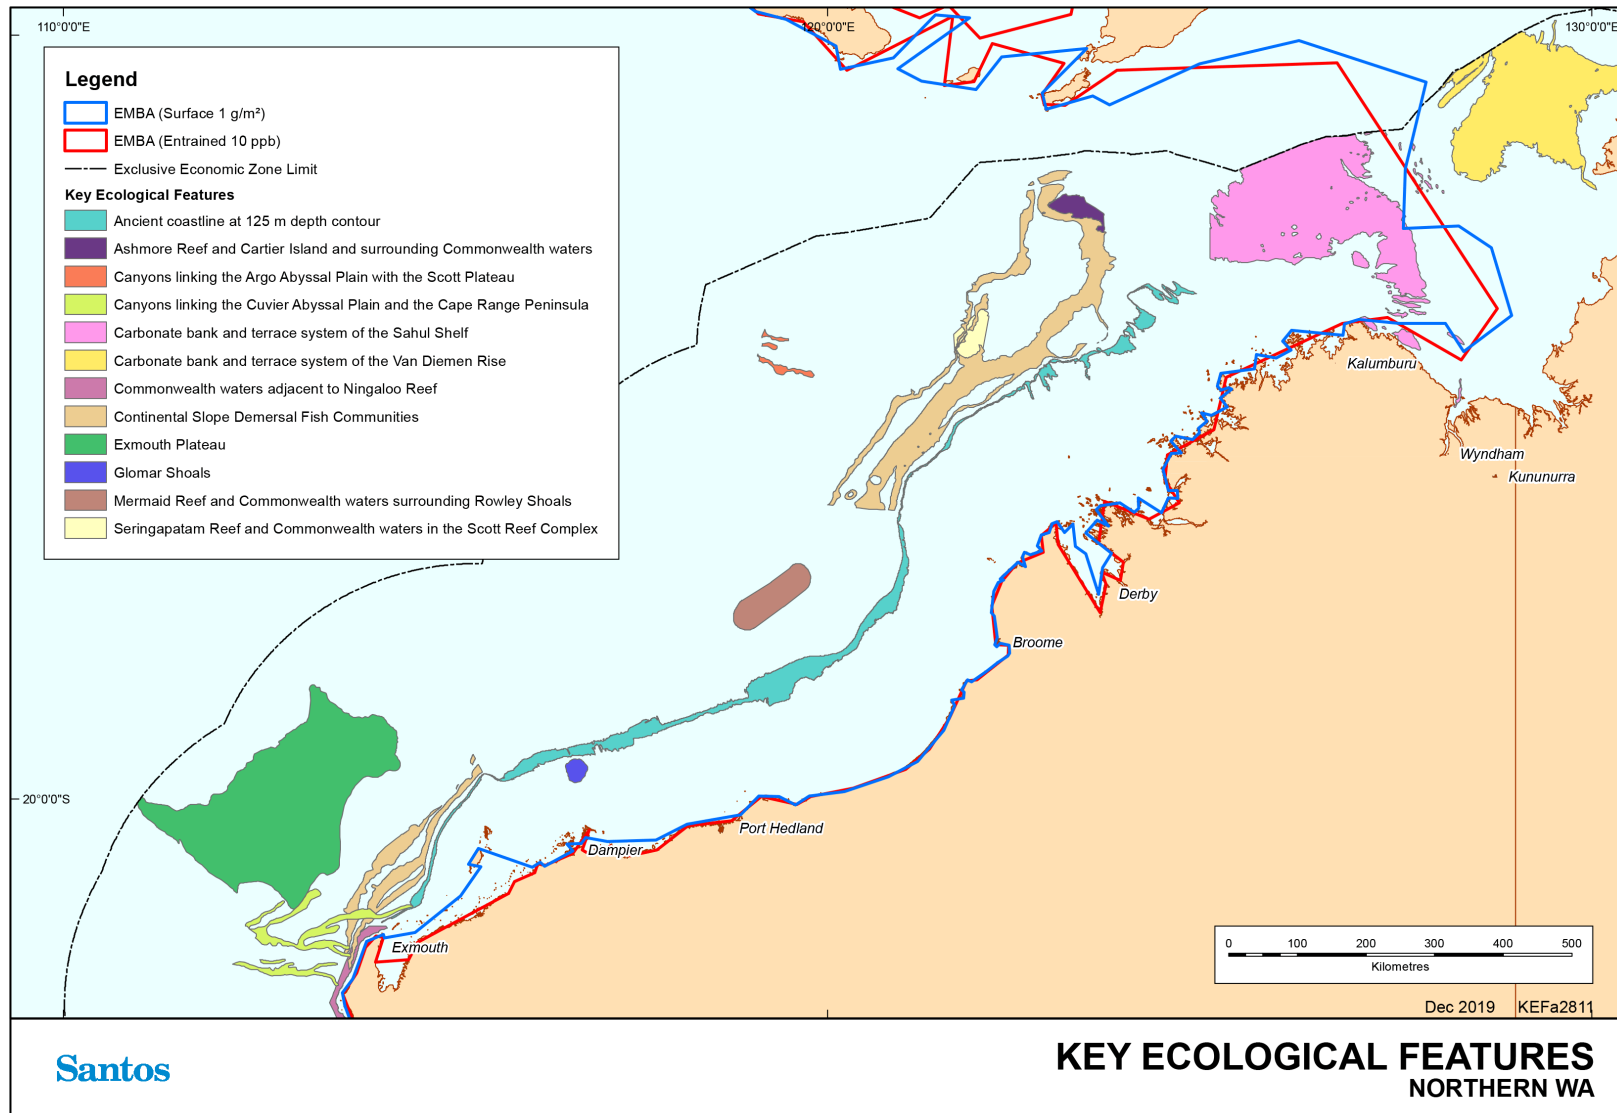 110°0'0"E
120°0'0"E
130°0'0"E
Legend
EMBA (Surface 1 g/m²)
EMBA (Entrained 10 ppb)
Exclusive Economic Zone Limit
Key Ecological Features
Ancient coastline at 125 m depth contour
Ashmore Reef and Cartier Island and surrounding Commonwealth waters
Canyons linking the Argo Abyssal Plain with the Scott Plateau
Canyons linking the Cuvier Abyssal Plain and the Cape Range Peninsula
Carbonate bank and terrace system of the Sahul Shelf
Carbonate bank and terrace system of the Van Diemen Rise
Commonwealth waters adjacent to Ningaloo Reef
Continental Slope Demersal Fish Communities
Exmouth Plateau
Glomar Shoals
Mermaid Reef and Commonwealth waters surrounding Rowley Shoals
Seringapatam Reef and Commonwealth waters in the Scott Reef Complex
Kalumburu
Wyndham
Kununurra
Derby
Broome
20°0'0"S
Port Hedland
Dampier
Exmouth
0 100 200 300 400 500
Kilometres
Dec 2019 KEFa2811
Santos
KEY ECOLOGICAL FEATURES
NORTHERN WA